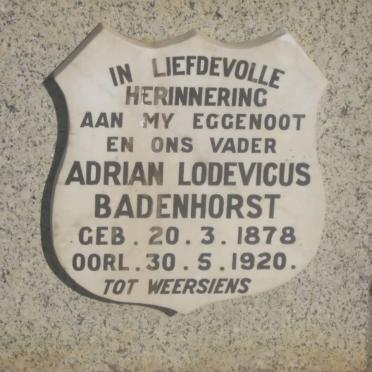 IN LIEFDEVOLLE
HERINNERING
AAN MY EGGENOOT
EN ONS VADER
ADRIAN LODEVICUS
BADENHORST
GEB. 20. 3. 1878
OORL. 30. 5. 1920.
TOT WEERSIENS